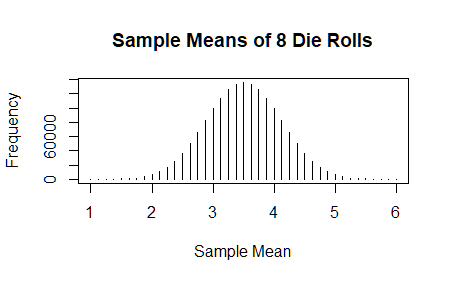 Sample Means of 8 Die Rolls
Frequency
60000
0
1 2 3 4 5 6
Sample Mean